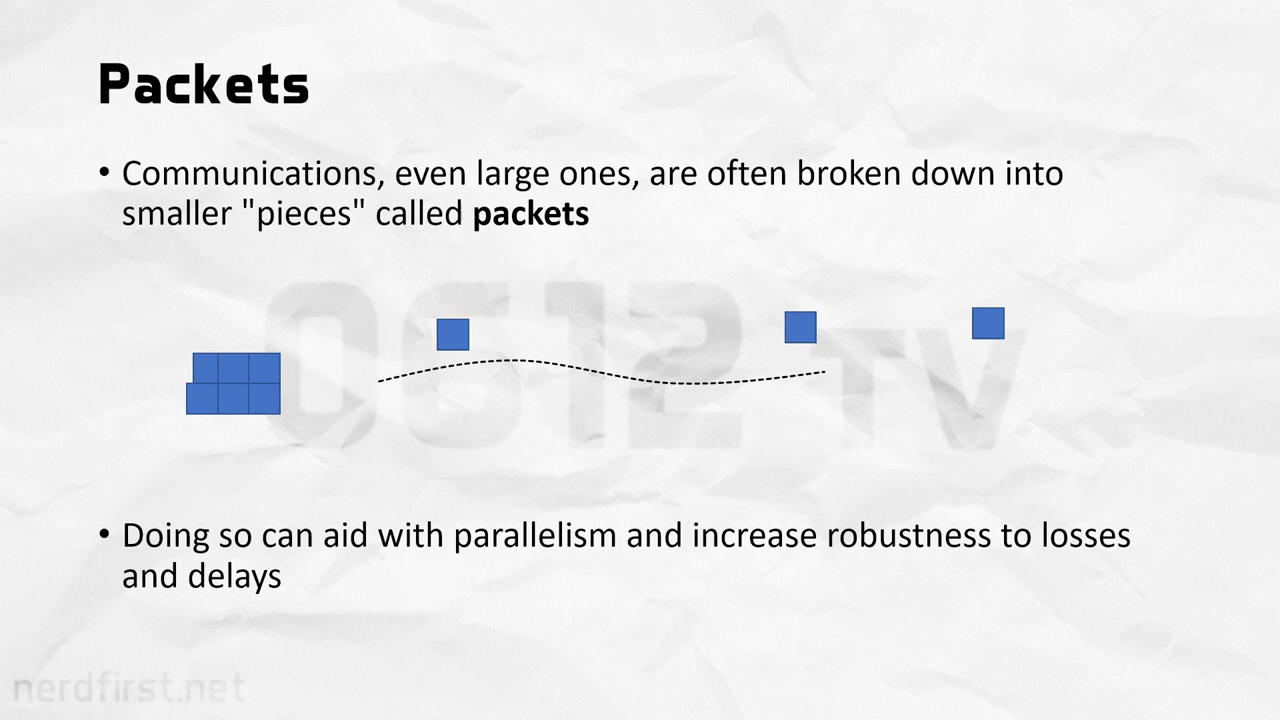 Packets
• Communications, even large ones, are often broken down into
smaller "pieces" called packets
0612 TV
• Doing so can aid with parallelism and increase robustness to losses
and delays
nerdfirst.net